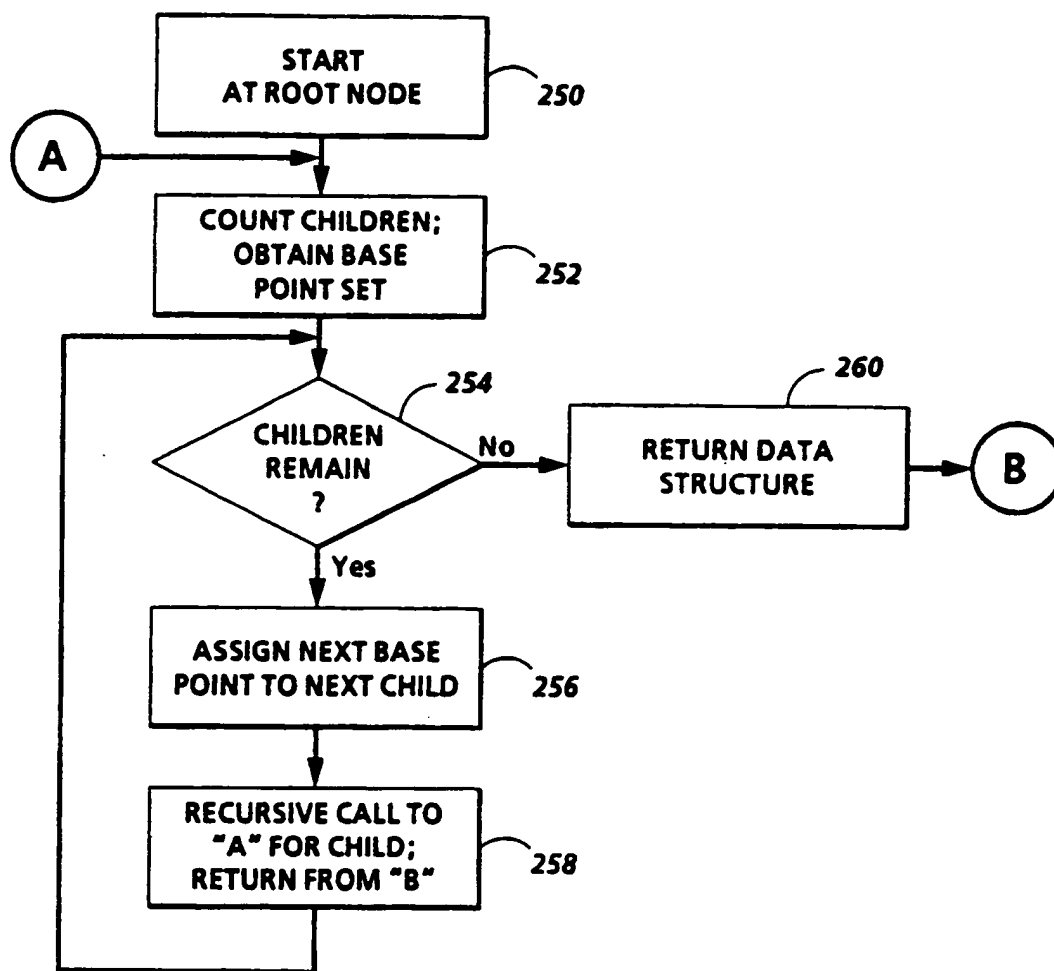 START
AT ROOT NODE
250
A
COUNT CHILDREN;
OBTAIN BASE
POINT SET
252
254
CHILDREN
REMAIN
?
No
260
RETURN DATA
STRUCTURE
B
Yes
ASSIGN NEXT BASE
POINT TO NEXT CHILD
256
RECURSIVE CALL TO
"A" FOR CHILD;
RETURN FROM "B"
258